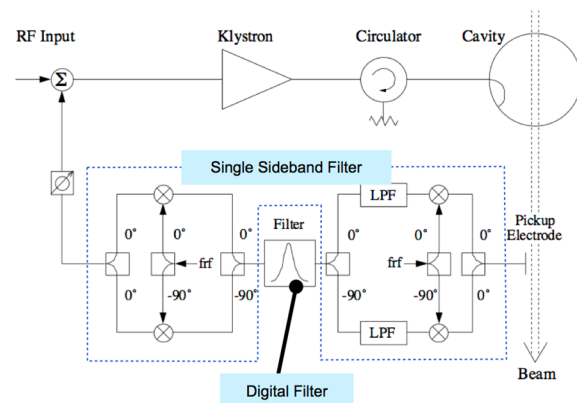 RF Input
Klystron
Circulator
Cavity
Σ
Single Sideband Filter
LPF
Filter
Pickup
Electrode
0°
0°
0°
0°
0°
0°
frf
frf
0°
-90°
-90°
-90°
-90°
0°
LPF
Digital Filter
Beam